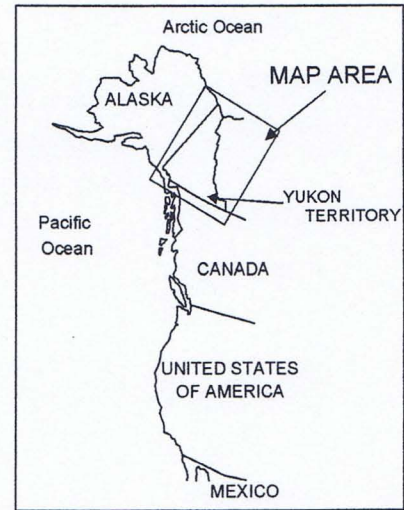 Arctic Ocean
MAP AREA
ALASKA
YUKON
TERRITORY
Pacific
Ocean
CANADA
UNITED STATES
OF AMERICA
MEXICO